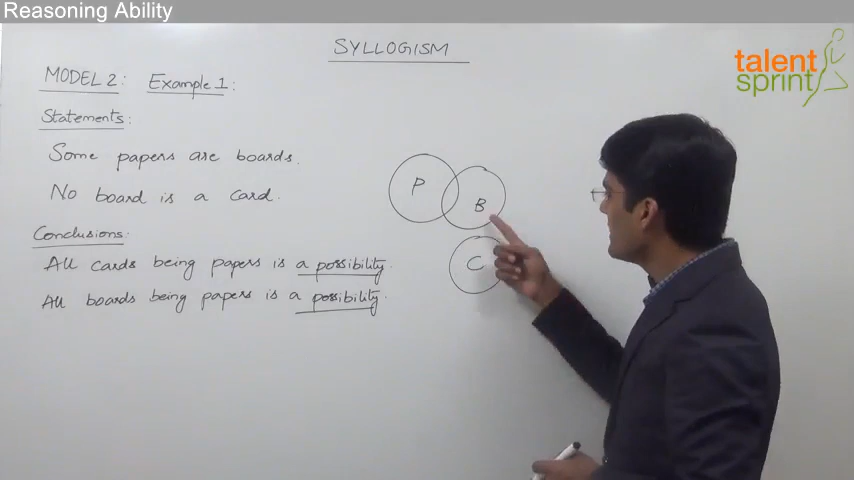 Reasoning Ability
SYLLOGISM
talent
sprint
MODEL 2: Example 1:
Statements:
Some papers are boards.
No board is a card.
Conclusions:
All cards being papers is a possibility.
All boards being papers is a possibility.
P
B
C